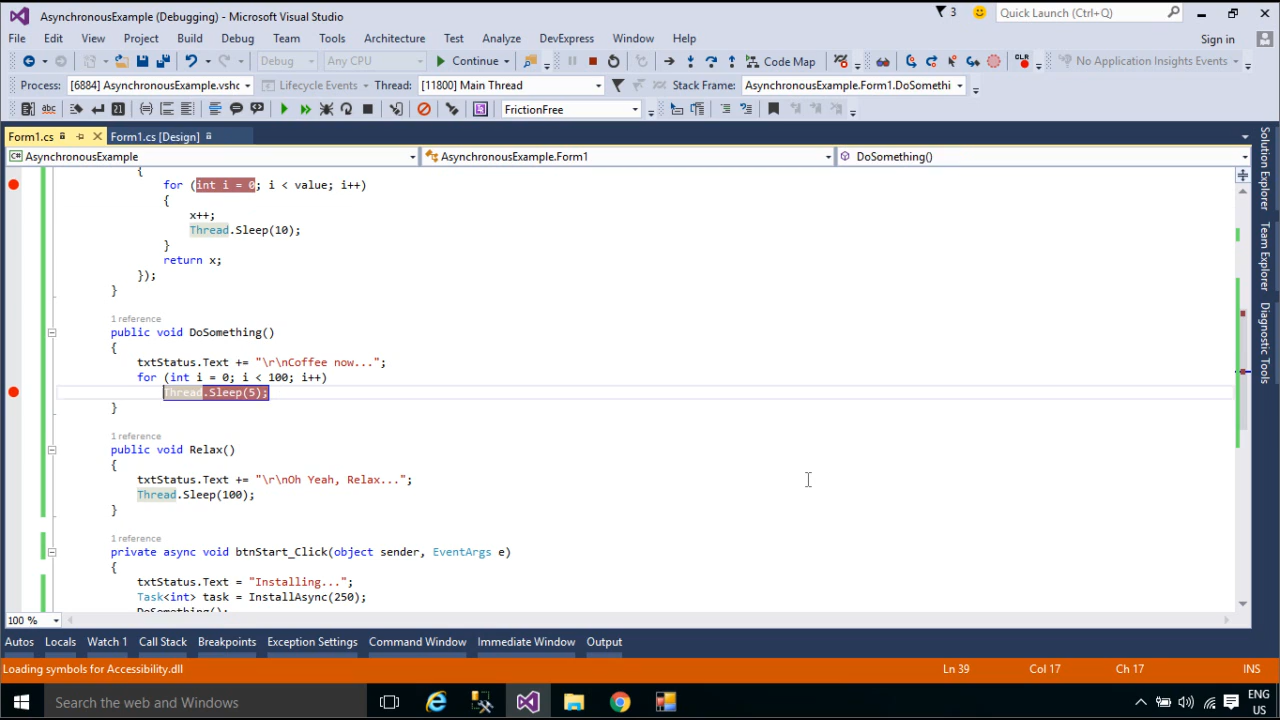 AsynchronousExample (Debugging) - Microsoft Visual Studio
3
Quick Launch (Ctrl+Q)
File Edit View Project Build Debug Team Tools Architecture Test Analyze DevExpress Window Help
Sign in
Debug Any CPU Continue Code Map CLR No Application Insights Events
Process: [6884] AsynchronousExample.vsho Lifecycle Events Thread: [11800] Main Thread Stack Frame: AsynchronousExample.Form1.DoSomethi
FrictionFree
Form1.cs Form1.cs [Design]
C# AsynchronousExample AsynchronousExample.Form1 DoSomething()
{
for (int i = 0; i < value; i++)
{
x++;
Thread.Sleep(10);
}
return x;
});
}
1 reference
public void DoSomething()
{
txtStatus.Text += "\r\nCoffee now...";
for (int i = 0; i < 100; i++)
Thread.Sleep(5);
}
1 reference
public void Relax()
{
txtStatus.Text += "\r\nOh Yeah, Relax...";
Thread.Sleep(100);
}
1 reference
private async void btnStart_Click(object sender, EventArgs e)
{
txtStatus.Text = "Installing...";
Task<int> task = InstallAsync(250);
DoSomething();
Solution Explorer
Team Explorer
Diagnostic Tools
100 %
Autos Locals Watch 1 Call Stack Breakpoints Exception Settings Command Window Immediate Window Output
Loading symbols for Accessibility.dll Ln 39 Col 17 Ch 17 INS
Search the web and Windows
ENG
US